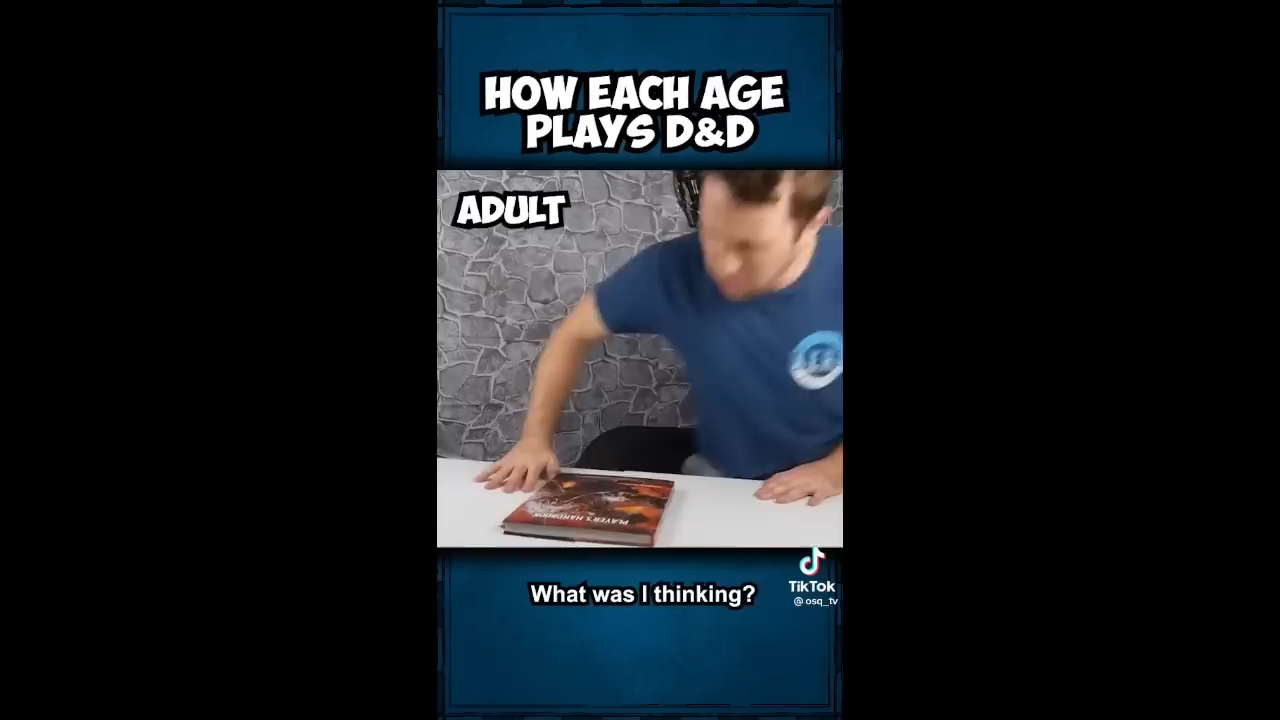 HOW EACH AGE
PLAYS D&D
ADULT
PLAYER'S HANDBOOK
What was I thinking?
TikTok
@osq_tv